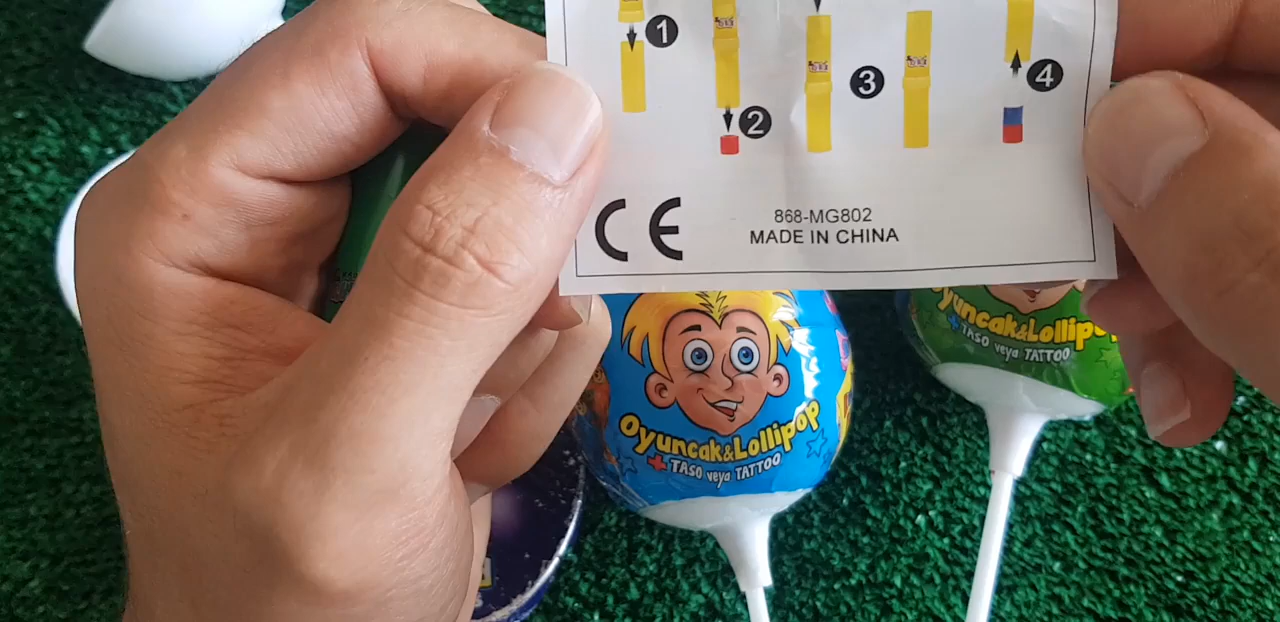 1
2
3
4
CE
868-MG802
MADE IN CHINA
Oyuncak&Lollipop
+ TASO veya TATTOO
Oyuncak&Lollipop
+ TASO veya TATTOO